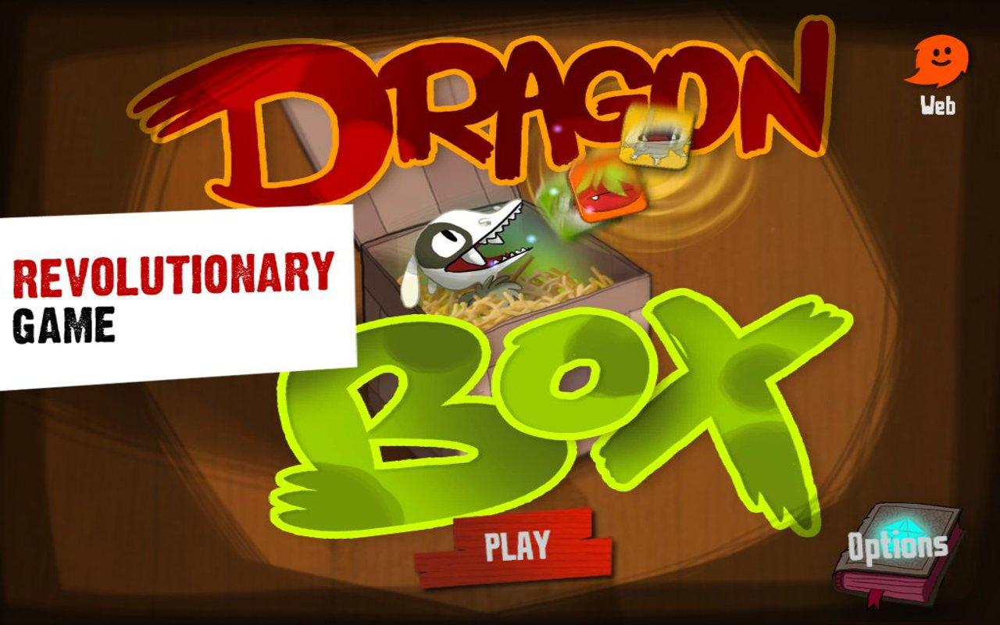 DRAGON
Web
REVOLUTIONARY
GAME
BOX
PLAY
Options